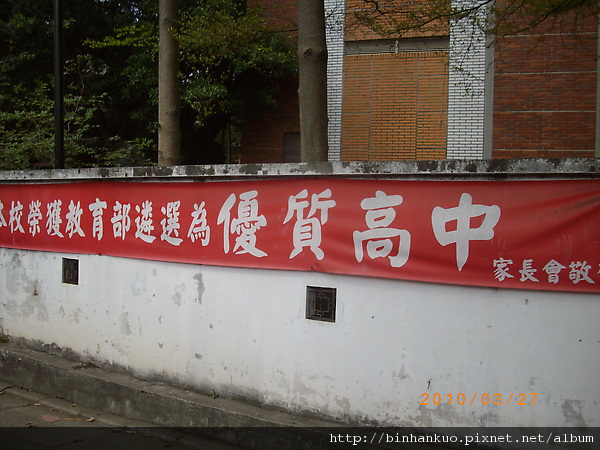 本校榮獲教育部遴選為優質高中
家長會敬
2010/03/27
http://binhankuo.pixnet.net/album